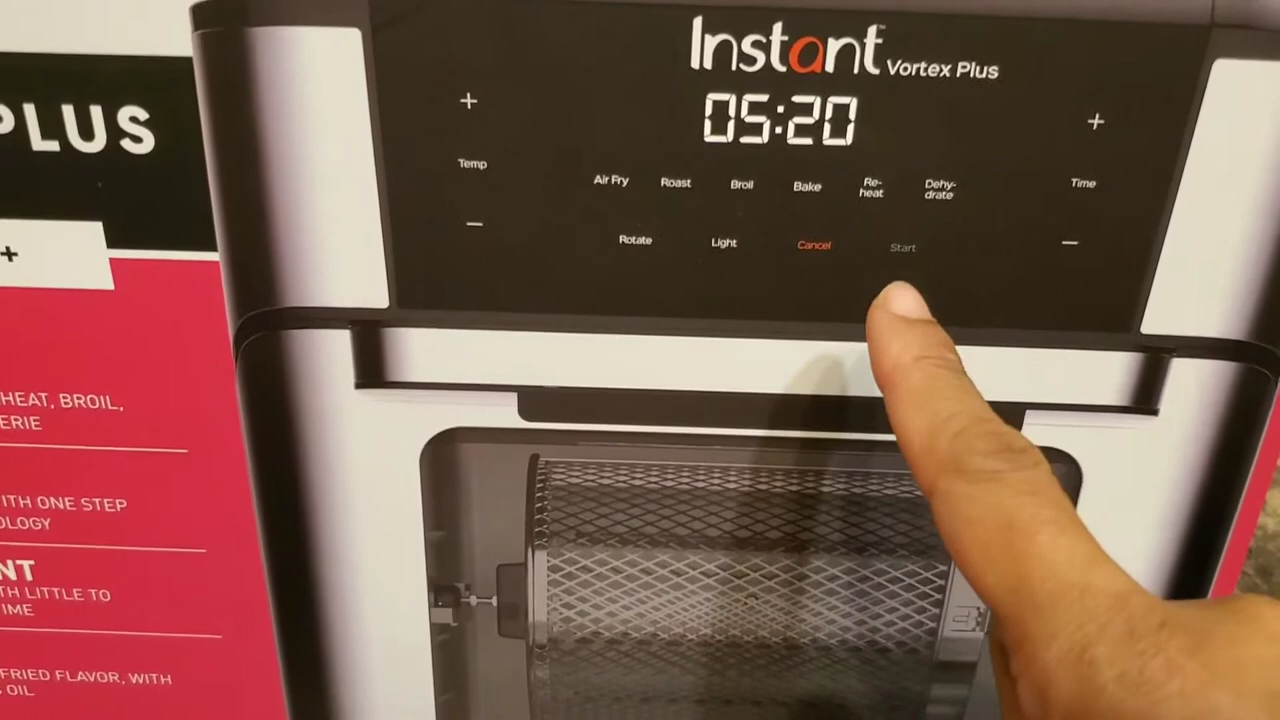 PLUS
+
HEAT, BROIL,
ERIE
ITH ONE STEP
OLOGY
NT
TH LITTLE TO
IME
FRIED FLAVOR, WITH
OIL
Instant™ Vortex Plus
05:20
+
+
Temp
Time
Air Fry Roast Broil Bake Re-heat Dehy-drate
−
−
Rotate Light Cancel Start